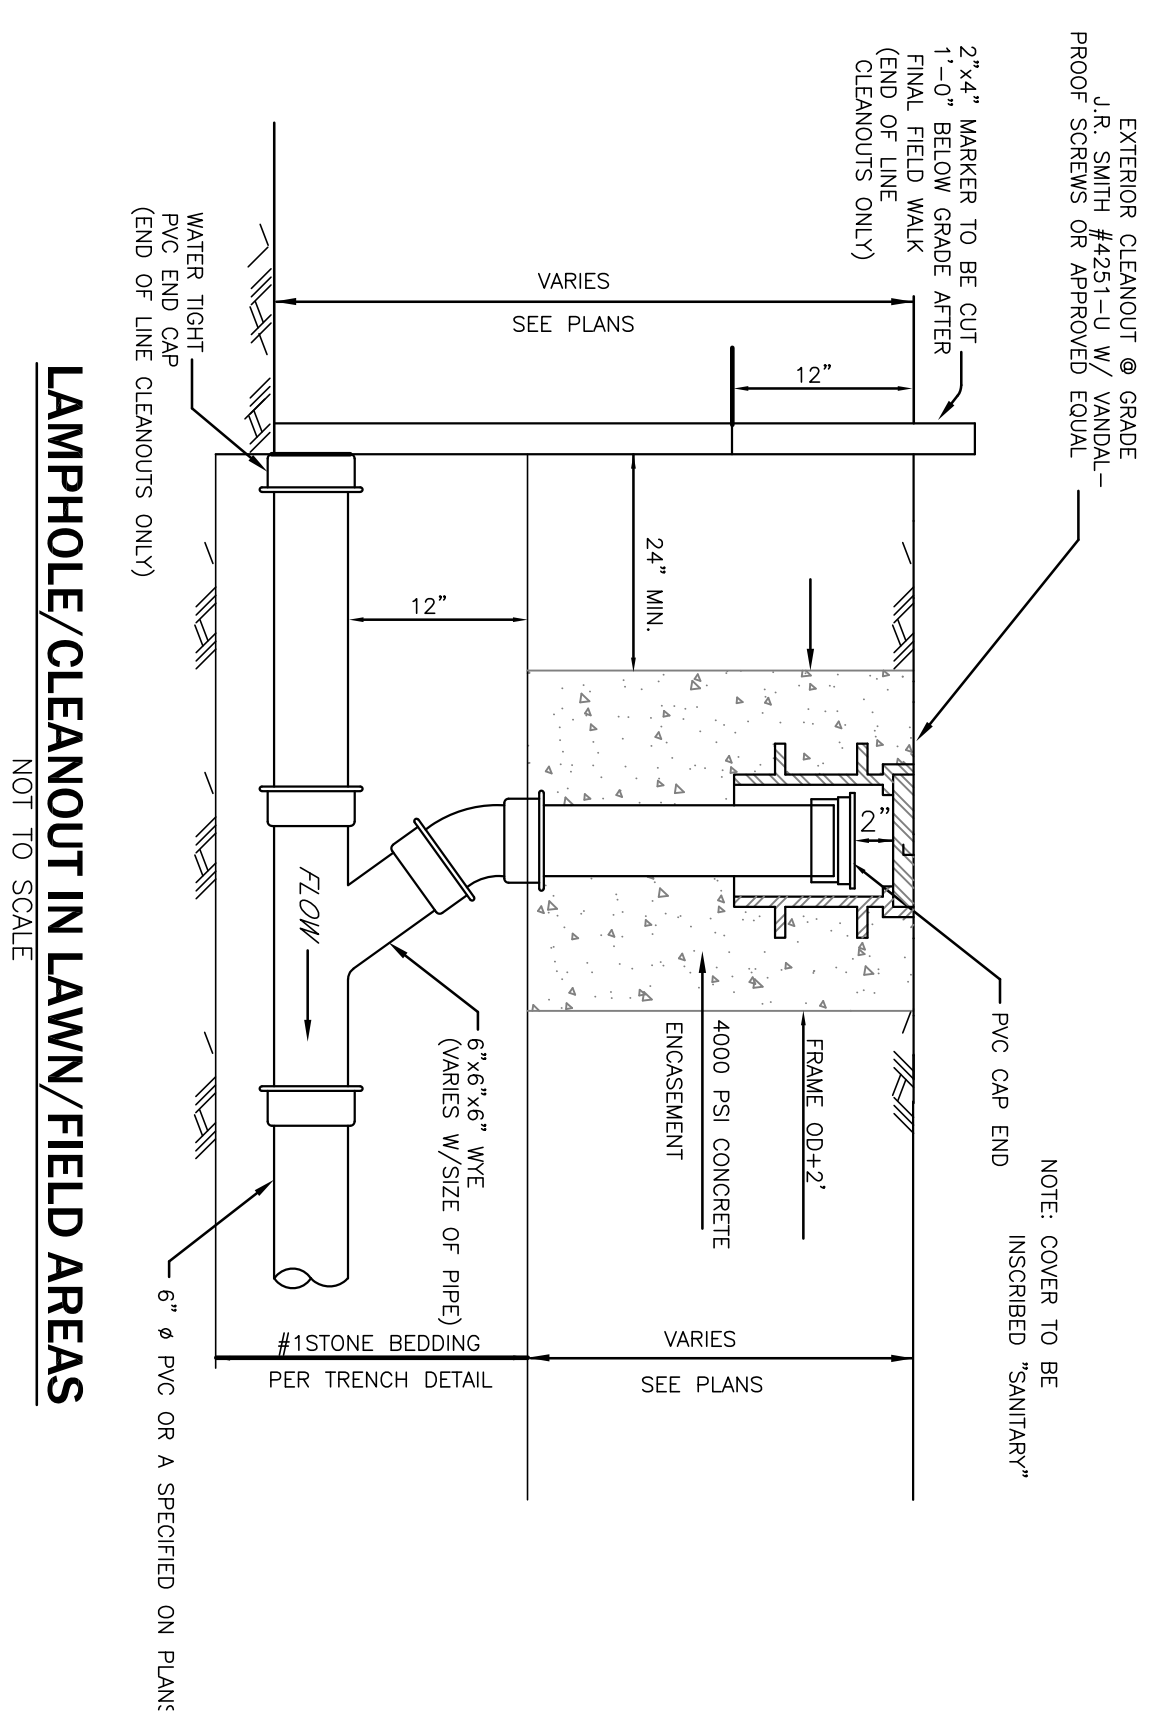 EXTERIOR CLEANOUT @ GRADE
J.R. SMITH #4251-U W/ VANDAL-
PROOF SCREWS OR APPROVED EQUAL
2"x4" MARKER TO BE CUT
1'-0" BELOW GRADE AFTER
FINAL FIELD WALK
(END OF LINE
CLEANOUTS ONLY)
NOTE: COVER TO BE
INSCRIBED "SANITARY"
PVC CAP END
VARIES
SEE PLANS
12"
2"
24" MIN.
FRAME OD+2'
4000 PSI CONCRETE
ENCASEMENT
VARIES
SEE PLANS
12"
6"x6"x6" WYE
(VARIES W/SIZE OF PIPE)
FLOW
#1STONE BEDDING
PER TRENCH DETAIL
WATER TIGHT
PVC END CAP
(END OF LINE CLEANOUTS ONLY)
6" ø PVC OR A SPECIFIED ON PLANS
LAMPHOLE/CLEANOUT IN LAWN/FIELD AREAS
NOT TO SCALE